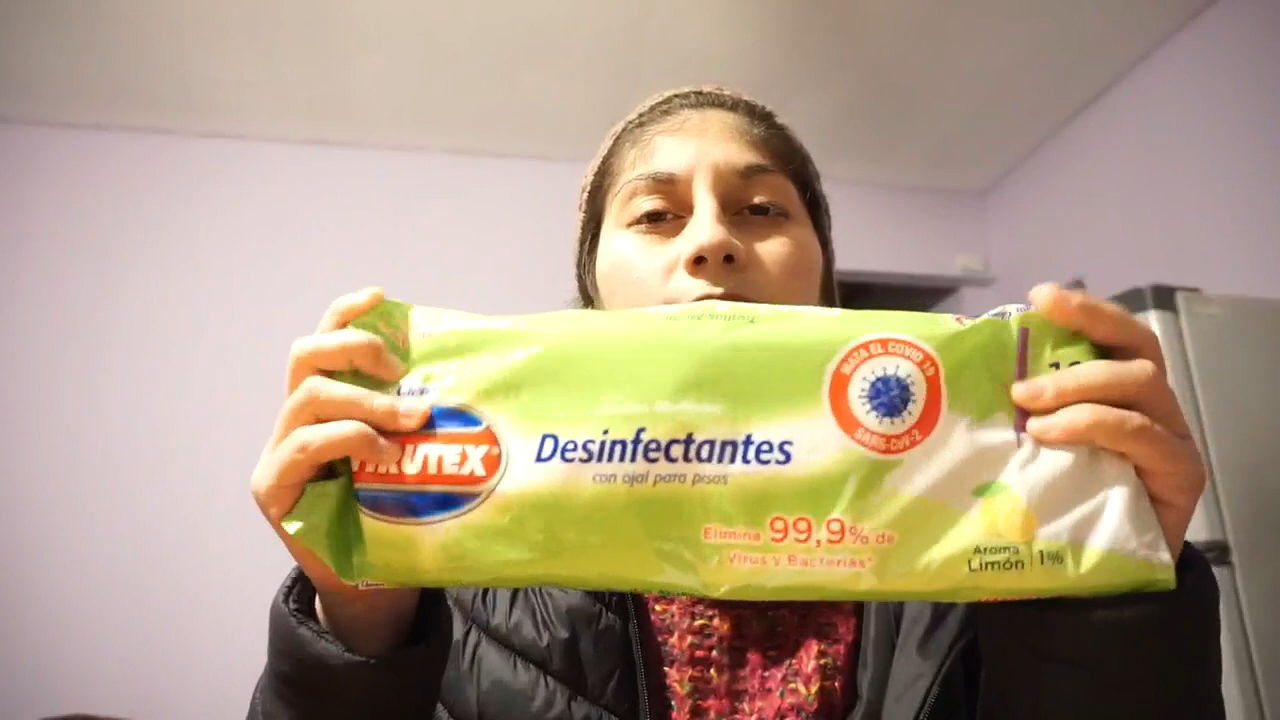 VIRUTEX
Desinfectantes
con ojal para pisos
MATA EL COVID 19
SARS-CoV-2
Elimina 99,9% de
Virus y Bacterias*
Aroma
Limón 1%